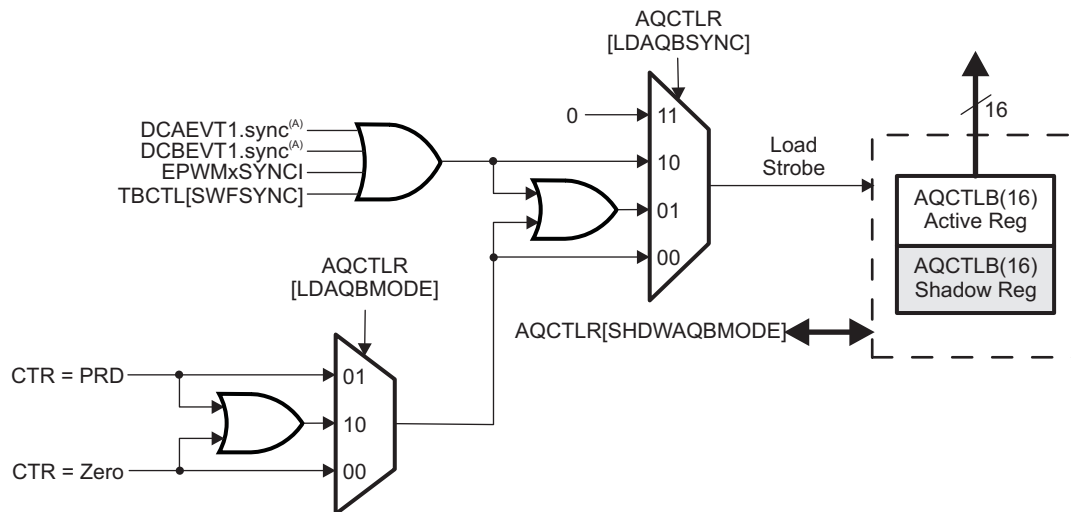 AQCTLR
[LDAQBSYNC]
16
0
11
DCAEVT1.sync(A)
DCBEVT1.sync(A)
EPWMxSYNCI
TBCTL[SWFSYNC]
10
Load
Strobe
01
AQCTLB(16)
Active Reg
00
AQCTLB(16)
Shadow Reg
AQCTLR
[LDAQBMODE]
AQCTLR[SHDWAQBMODE]
CTR = PRD
01
10
CTR = Zero
00